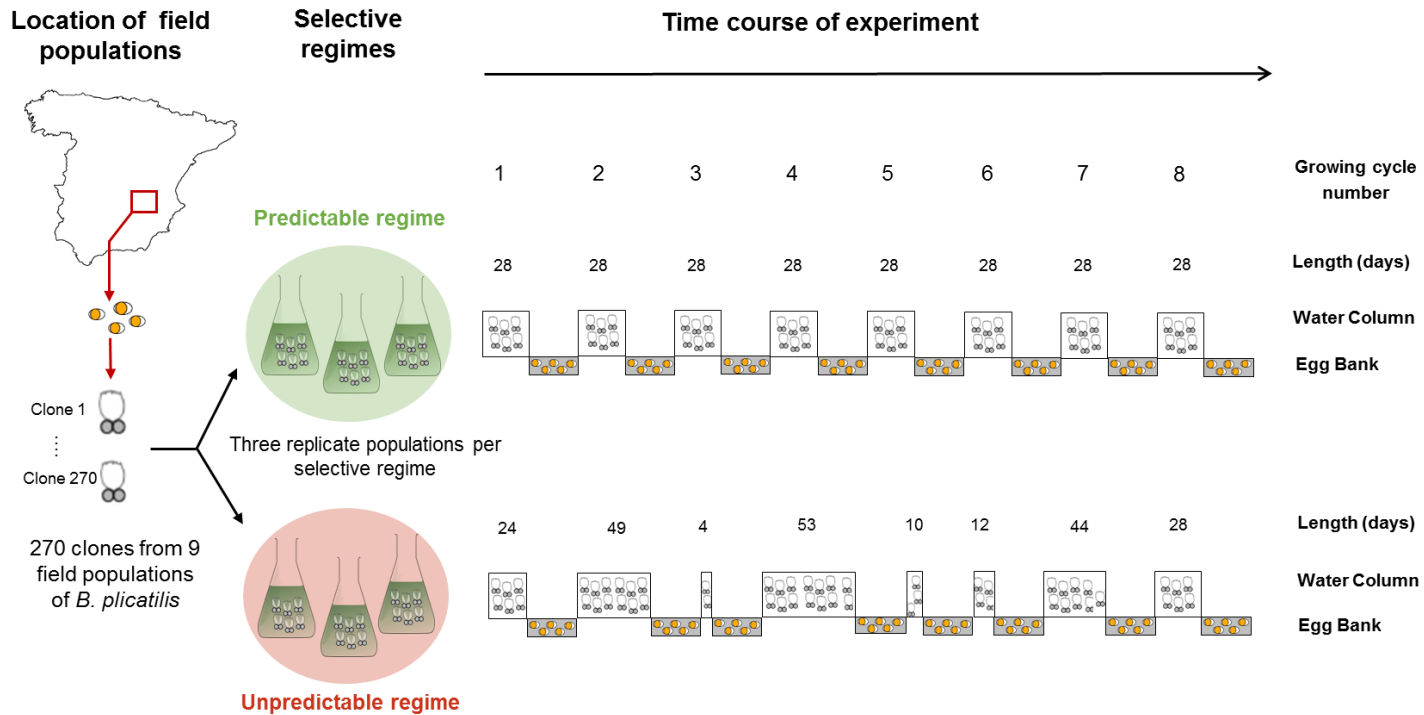 Location of field
populations
Selective
regimes
Time course of experiment
1 2 3 4 5 6 7 8
Growing cycle
number
Predictable regime
28 28 28 28 28 28 28 28
Length (days)
Water Column
Egg Bank
Clone 1
Clone 270
Three replicate populations per
selective regime
270 clones from 9
field populations
of B. plicatilis
24 49 4 53 10 12 44 28
Length (days)
Water Column
Egg Bank
Unpredictable regime